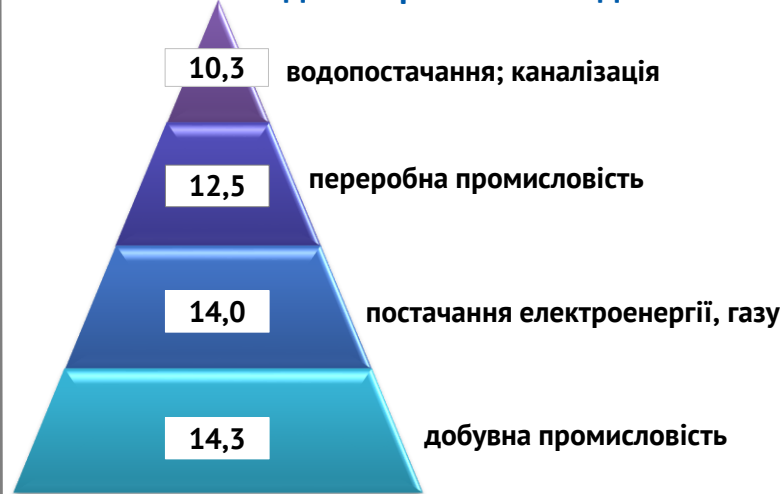 10,3
водопостачання; каналізація
12,5
переробна промисловість
14,0
постачання електроенергії, газу
14,3
добувна промисловість